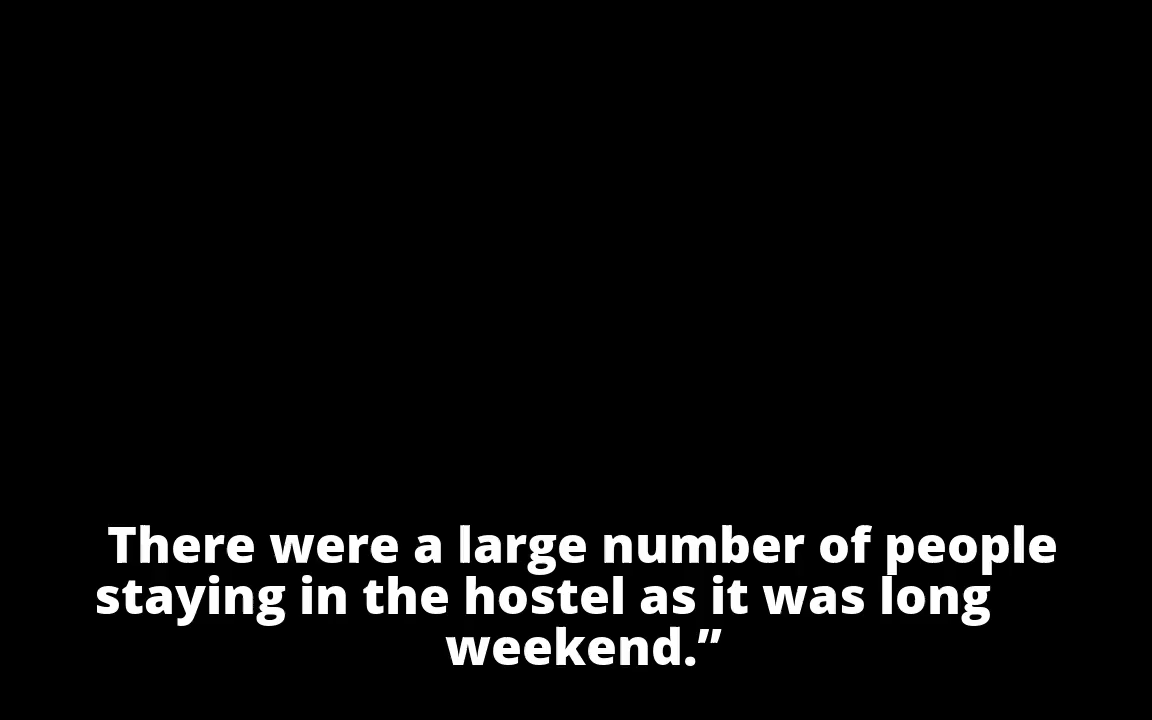 There were a large number of people
staying in the hostel as it was long
weekend.”